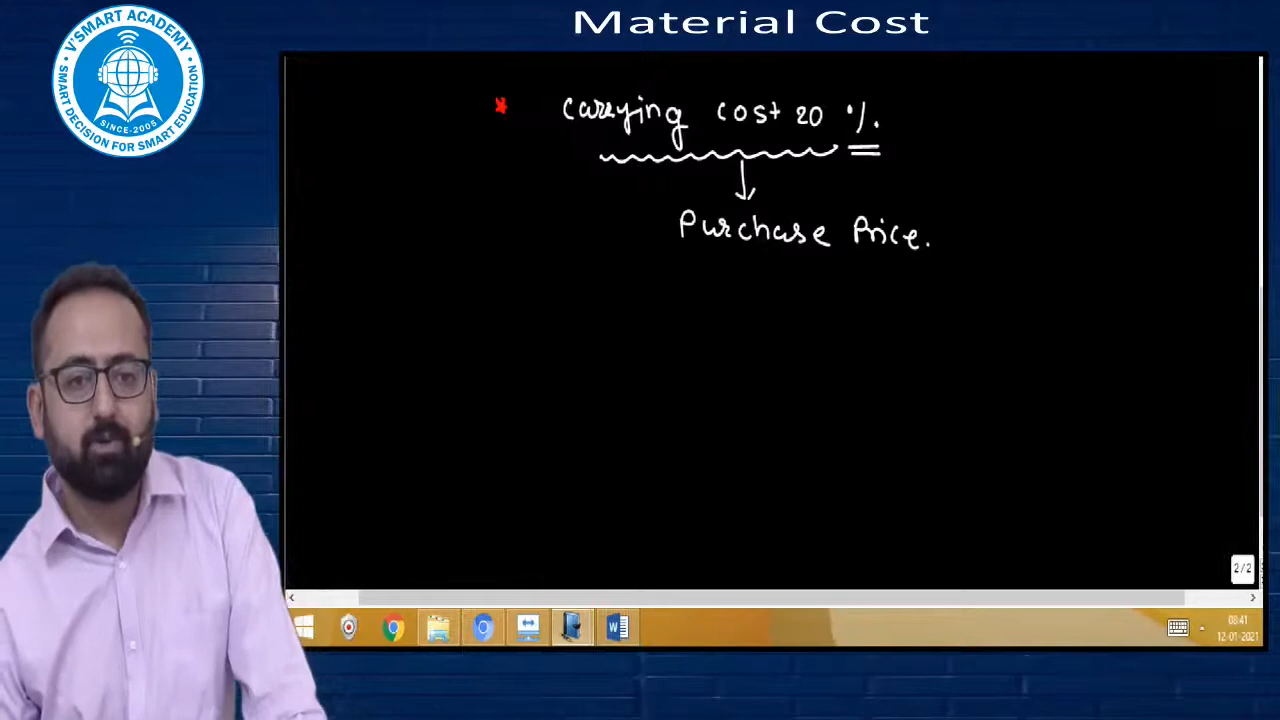 Material Cost
V'SMART ACADEMY
SINCE-2005
SMART DECISION FOR SMART EDUCATION
* Carrying cost 20 %.
Purchase Price.
2/2
W
08:41
12-01-2021